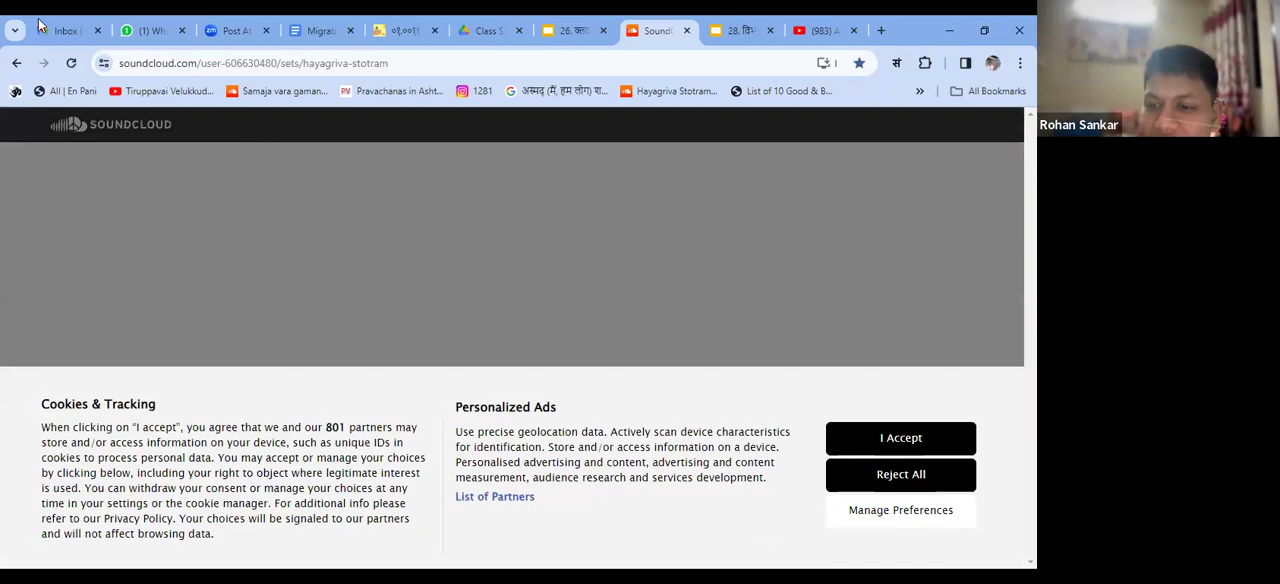 Inbox (
(1) Wh
Post At
Migrati
०९,००९९
Class S
26. क्त
SoundC
28. वि
(983) A
soundcloud.com/user-606630480/sets/hayagriva-stotram
सं
All | En Pani
Tiruppavai Velukkud...
Samaja vara gaman...
Pravachanas in Asht...
1281
अस्मद् (मैं, हम लोग) श...
Hayagriva Stotram...
List of 10 Good & B...
»
All Bookmarks
Rohan Sankar
SOUNDCLOUD
Cookies & Tracking
When clicking on “I accept”, you agree that we and our 801 partners may
store and/or access information on your device, such as unique IDs in
cookies to process personal data. You may accept or manage your choices
by clicking below, including your right to object where legitimate interest
is used. You can withdraw your consent or manage your choices at any
time in your settings or the cookie manager. For additional info please
refer to our Privacy Policy. Your choices will be signaled to our partners
and will not affect browsing data.
Personalized Ads
Use precise geolocation data. Actively scan device characteristics
for identification. Store and/or access information on a device.
Personalised advertising and content, advertising and content
measurement, audience research and services development.
List of Partners
I Accept
Reject All
Manage Preferences